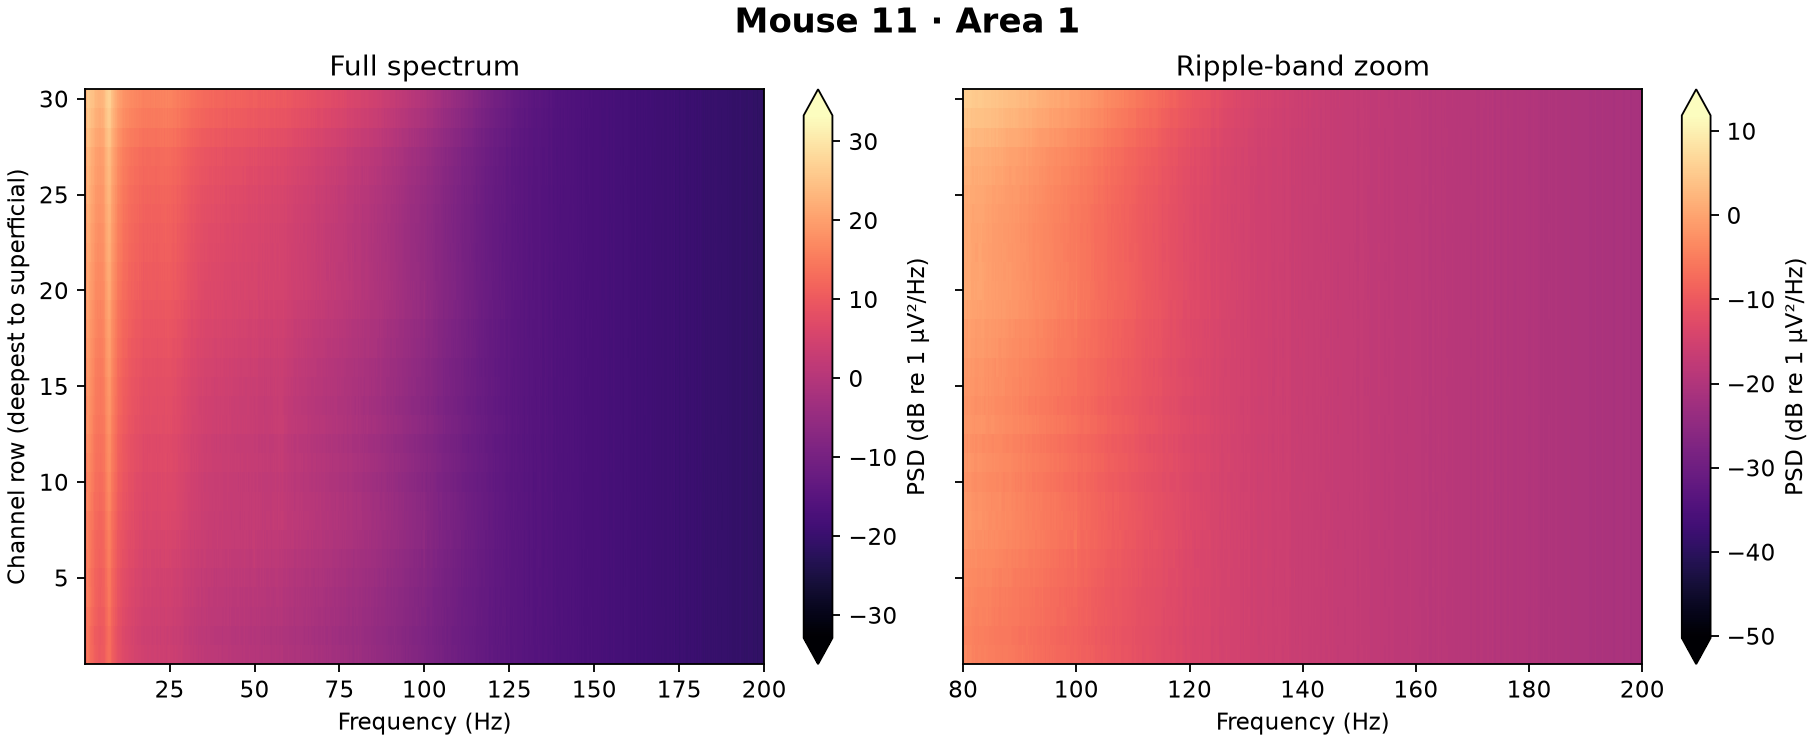 Mouse 11 · Area 1
Full spectrum
Channel row (deepest to superficial)
30
25
20
15
10
5
25 50 75 100 125 150 175 200
Frequency (Hz)
30
20
10
0
−10
−20
−30
PSD (dB re 1 µV²/Hz)
Ripple-band zoom
80 100 120 140 160 180 200
Frequency (Hz)
10
0
−10
−20
−30
−40
−50
PSD (dB re 1 µV²/Hz)